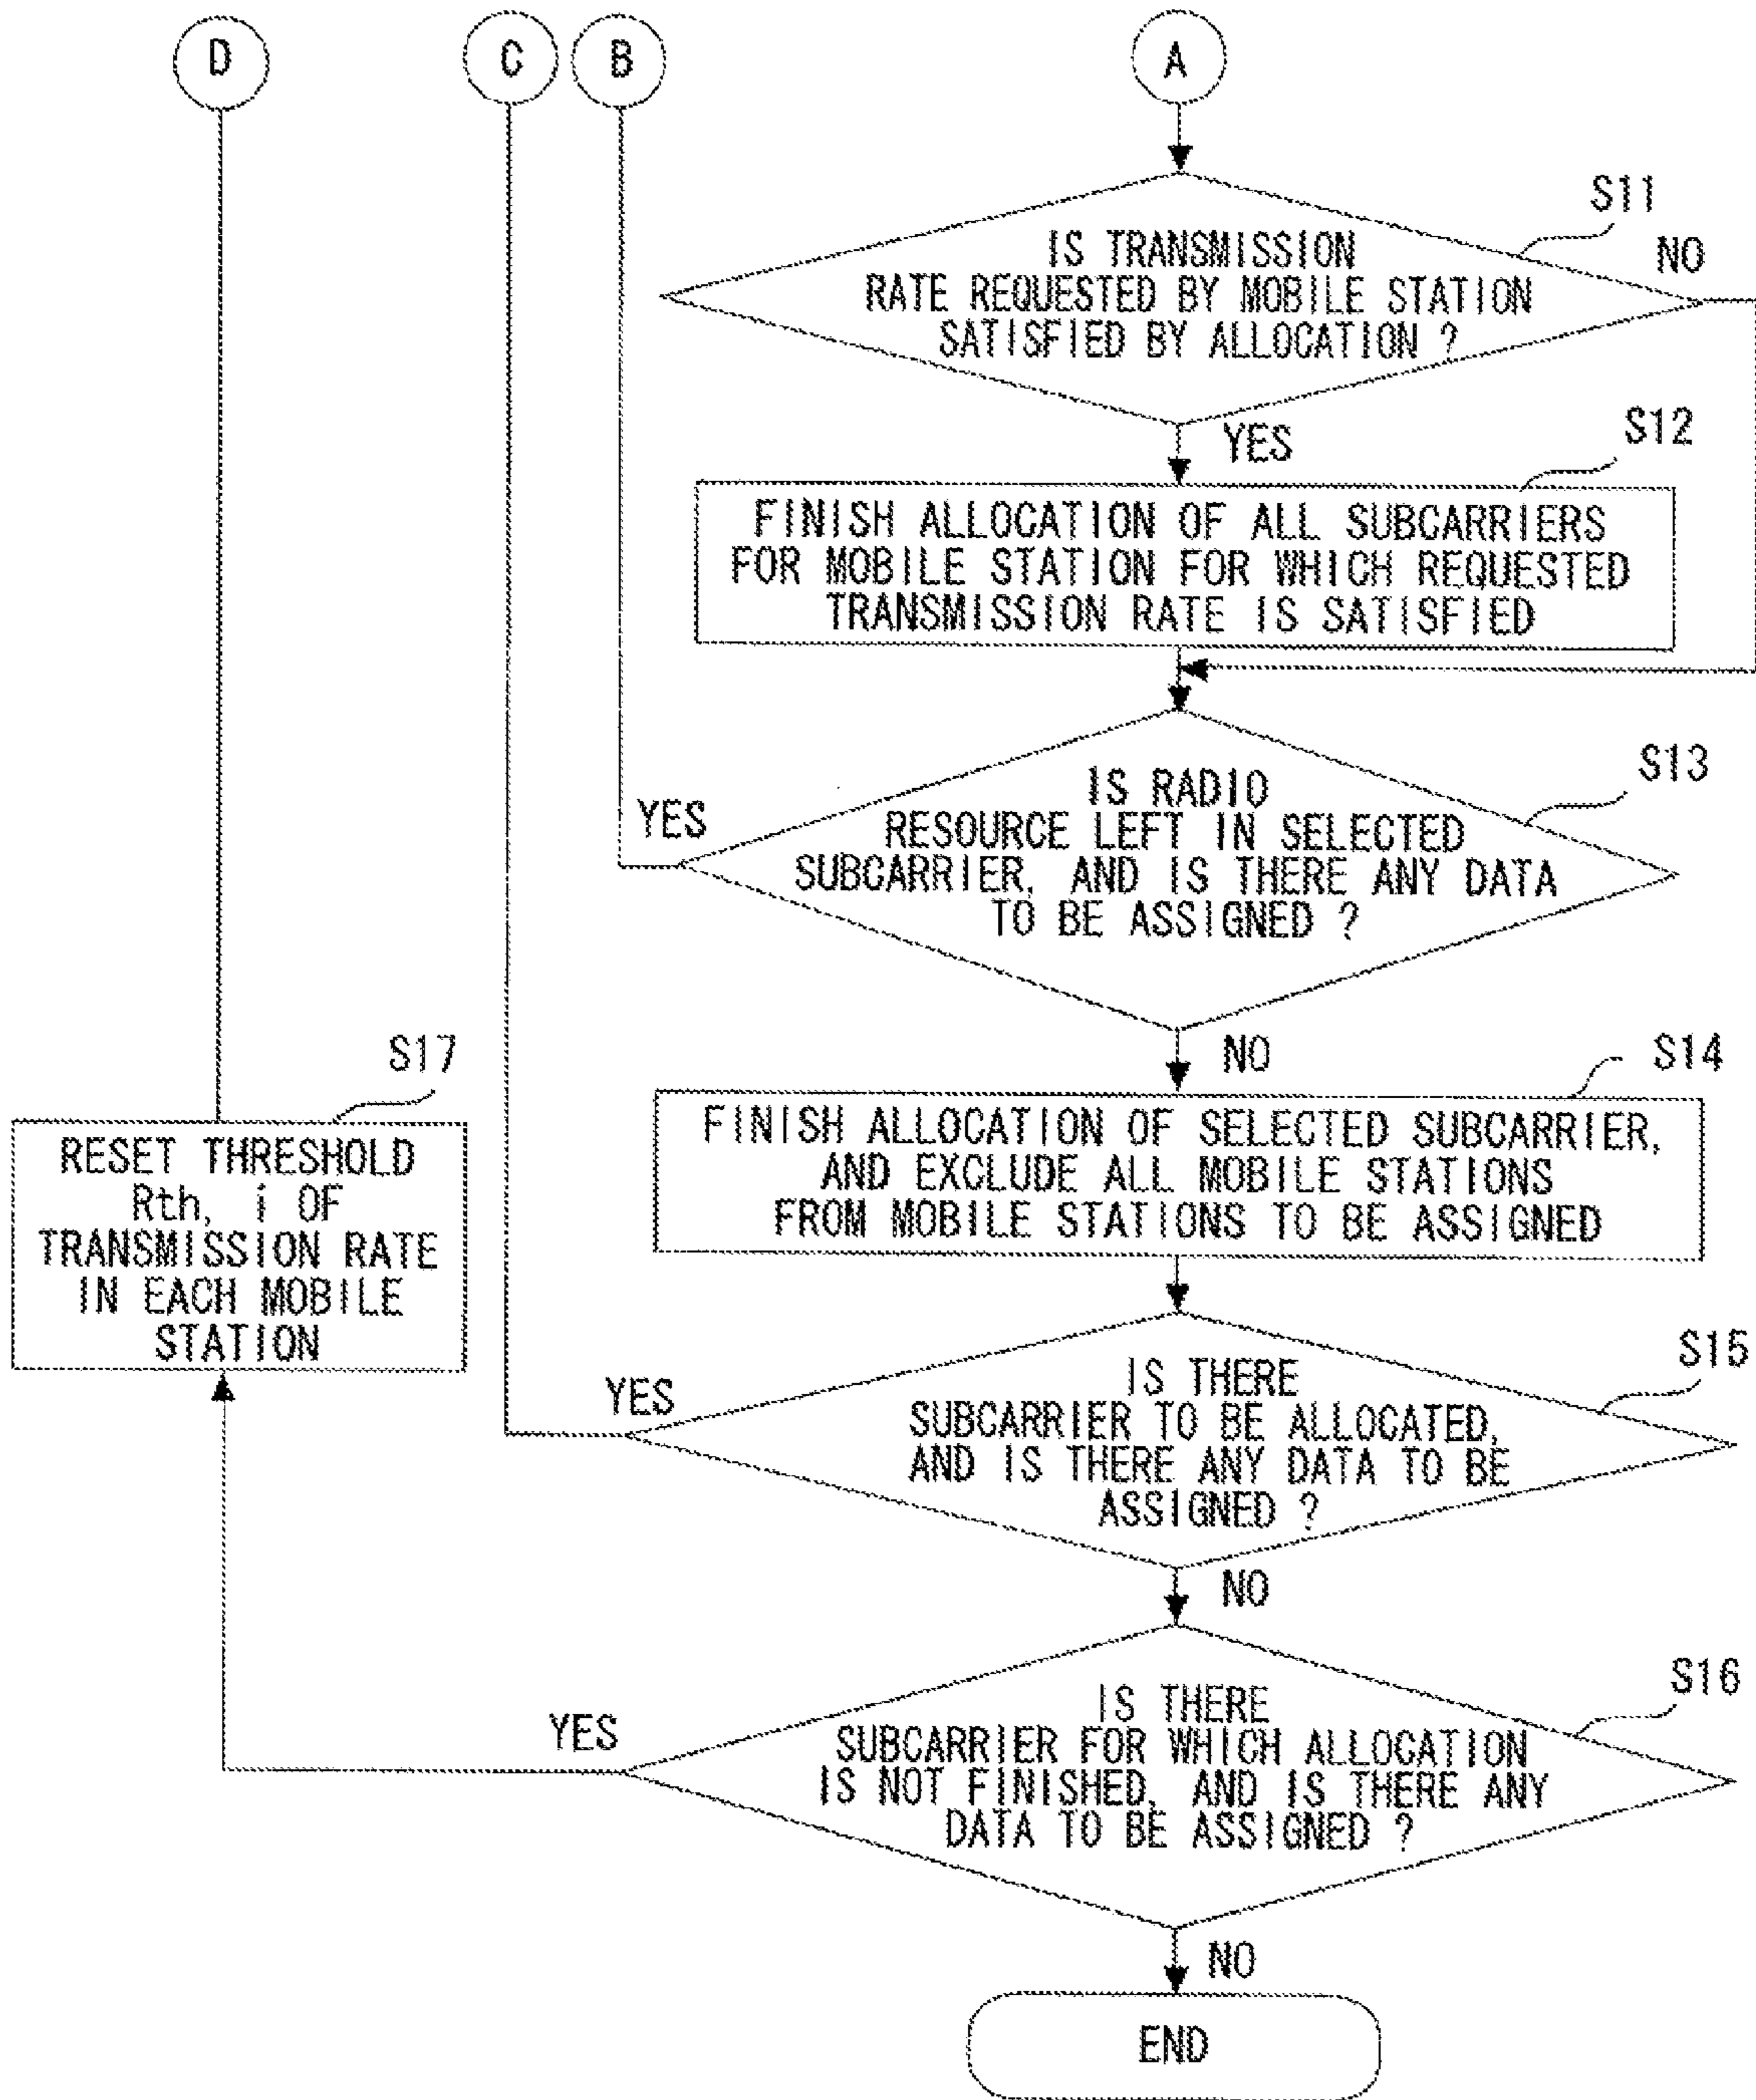 D
C
B
A
S11
IS TRANSMISSION
RATE REQUESTED BY MOBILE STATION
SATISFIED BY ALLOCATION ?
NO
YES
S12
FINISH ALLOCATION OF ALL SUBCARRIERS
FOR MOBILE STATION FOR WHICH REQUESTED
TRANSMISSION RATE IS SATISFIED
S13
IS RADIO
RESOURCE LEFT IN SELECTED
SUBCARRIER, AND IS THERE ANY DATA
TO BE ASSIGNED ?
YES
NO
S14
FINISH ALLOCATION OF SELECTED SUBCARRIER,
AND EXCLUDE ALL MOBILE STATIONS
FROM MOBILE STATIONS TO BE ASSIGNED
S17
RESET THRESHOLD
Rth, i OF
TRANSMISSION RATE
IN EACH MOBILE
STATION
S15
IS THERE
SUBCARRIER TO BE ALLOCATED,
AND IS THERE ANY DATA TO BE
ASSIGNED ?
YES
NO
S16
IS THERE
SUBCARRIER FOR WHICH ALLOCATION
IS NOT FINISHED, AND IS THERE ANY
DATA TO BE ASSIGNED ?
YES
NO
END